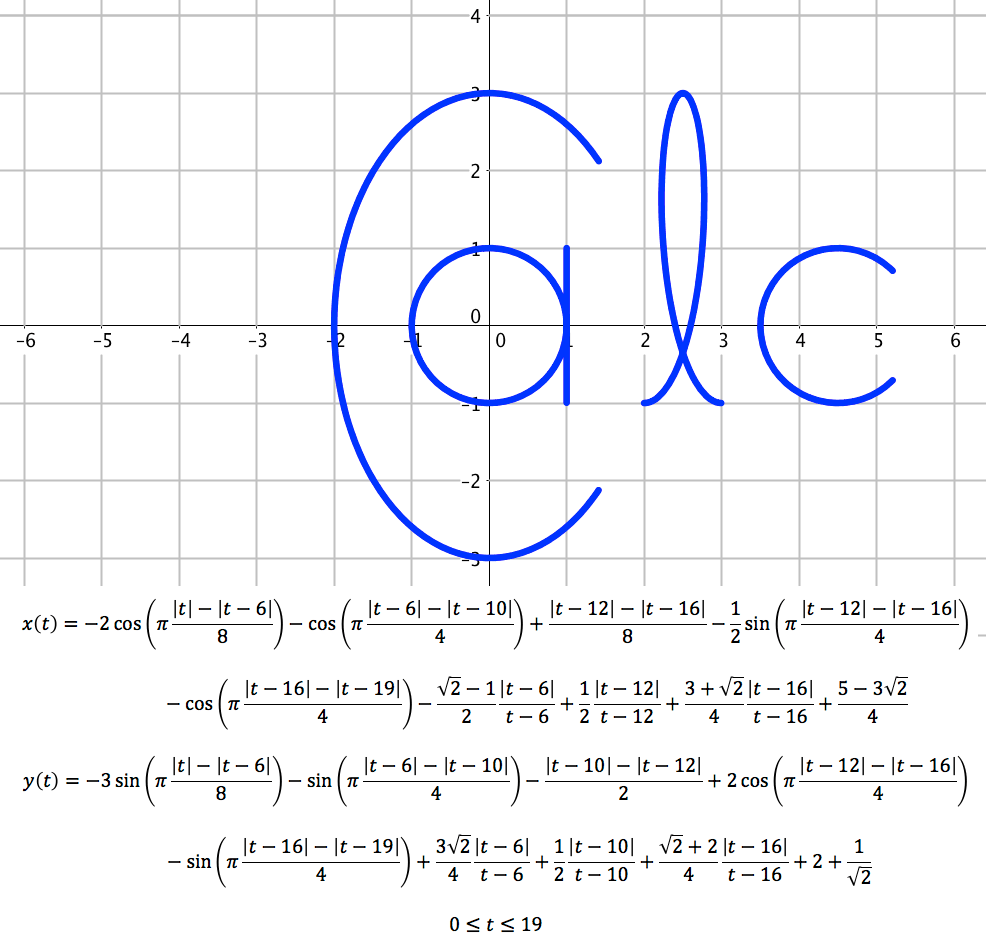 4
3
2
1
Calc
0
−6 −5 −4 −3 −2 −1 0 1 2 3 4 5 6
−1
−2
−3
x(t) = −2 cos(π (|t| − |t − 6|)/8) − cos(π (|t − 6| − |t − 10|)/4) + (|t − 12| − |t − 16|)/8 − 1/2 sin(π (|t − 12| − |t − 16|)/4)
− cos(π (|t − 16| − |t − 19|)/4) − (√2 − 1)/2 |t − 6|/(t − 6) + 1/2 |t − 12|/(t − 12) + (3 + √2)/4 |t − 16|/(t − 16) + (5 − 3√2)/4
y(t) = −3 sin(π (|t| − |t − 6|)/8) − sin(π (|t − 6| − |t − 10|)/4) − (|t − 10| − |t − 12|)/2 + 2 cos(π (|t − 12| − |t − 16|)/4)
− sin(π (|t − 16| − |t − 19|)/4) + 3√2/4 |t − 6|/(t − 6) + 1/2 |t − 10|/(t − 10) + (√2 + 2)/4 |t − 16|/(t − 16) + 2 + 1/√2
0 ≤ t ≤ 19